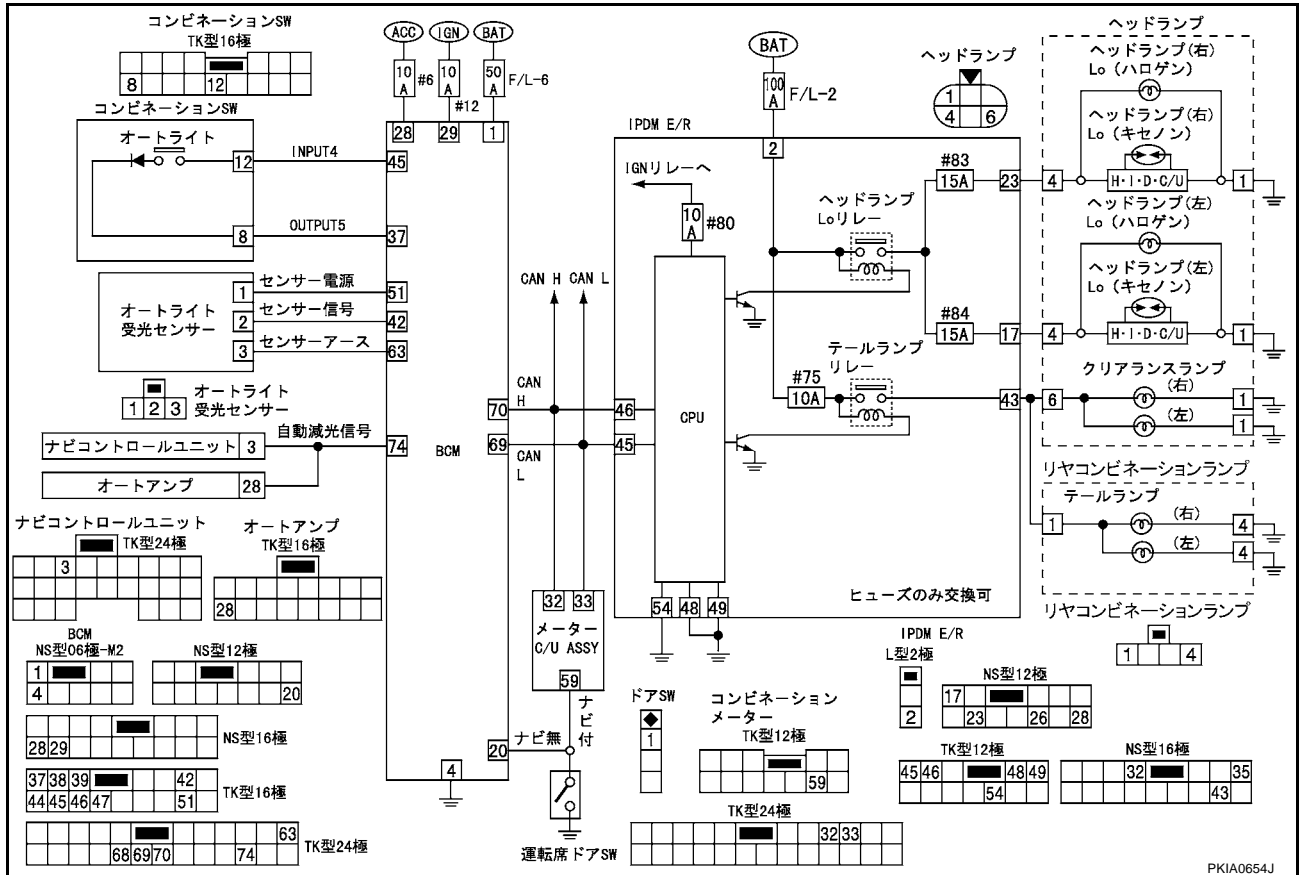 コンビネーションSW
TK型16極
8
12
コンビネーションSW
オートライト
12
INPUT4
45
8
OUTPUT5
37
オートライト
受光センサー
1
センサー電源
51
2
センサー信号
42
3
センサーアース
63
1 2 3
オートライト
受光センサー
自動減光信号
ナビコントロールユニット 3
74
オートアンプ 28
ナビコントロールユニット
TK型24極
3
オートアンプ
TK型16極
28
BCM
NS型06極-M2
1
4
NS型12極
20
28 29
NS型16極
37 38 39 42
44 45 46 47 51
TK型16極
63
68 69 70 74
TK型24極
ACC
IGN
BAT
10
A
#6
10
A
#12
50
A
F/L-6
28
29
1
BCM
70
CAN
H
69
CAN
L
CAN H
CAN L
32 33
メーター
C/U ASSY
59
ナビ付
20
ナビ無
4
運転席ドアSW
BAT
100
A
F/L-2
IPDM E/R
2
IGNリレーへ
10
A
#80
46
45
CPU
ヘッドランプ
Loリレー
#83
15A
23
#84
15A
17
テールランプ
リレー
#75
10A
43
54 48 49
ヒューズのみ交換可
ヘッドランプ
1
4 6
ヘッドランプ
ヘッドランプ(右)
Lo(ハロゲン)
ヘッドランプ(右)
Lo(キセノン)
4
H・I・D・C/U
1
ヘッドランプ(左)
Lo(ハロゲン)
ヘッドランプ(左)
Lo(キセノン)
4
H・I・D・C/U
1
クリアランスランプ
6
(右)
1
(左)
1
リヤコンビネーションランプ
テールランプ
1
(右)
4
(左)
4
リヤコンビネーションランプ
1 4
ドアSW
1
コンビネーション
メーター
TK型12極
59
TK型24極
32 33
IPDM E/R
L型2極
2
NS型12極
17
23 26 28
TK型12極
45 46 48 49
54
NS型16極
32 35
43
PKIA0654J